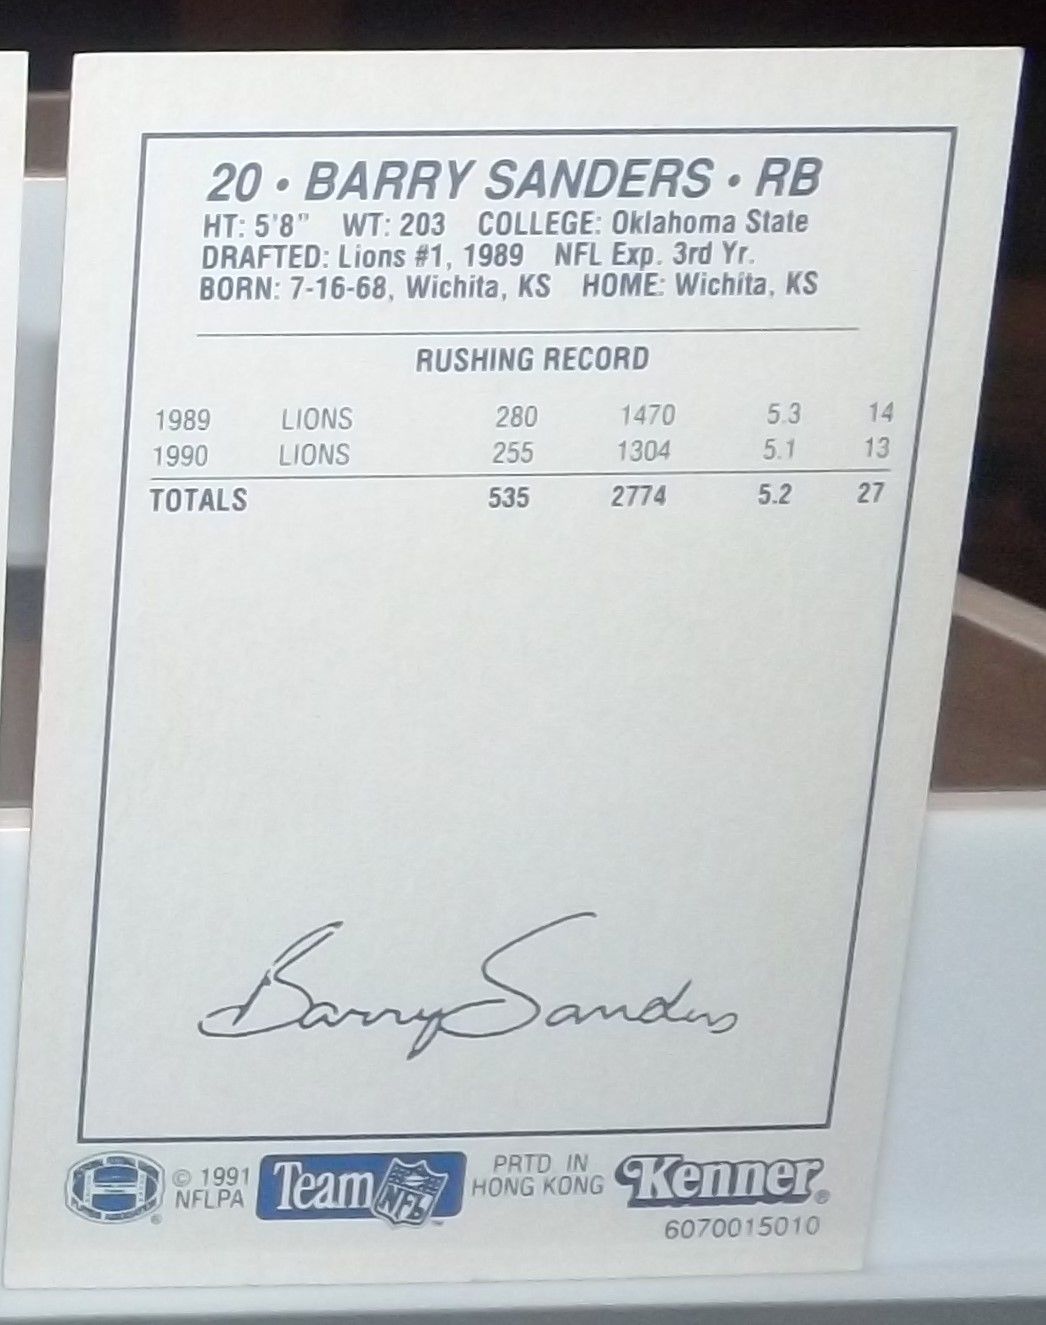 20 • BARRY SANDERS • RB
HT: 5'8" WT: 203 COLLEGE: Oklahoma State
DRAFTED: Lions #1, 1989 NFL Exp. 3rd Yr.
BORN: 7-16-68, Wichita, KS HOME: Wichita, KS
RUSHING RECORD
1989 LIONS 280 1470 5.3 14
1990 LIONS 255 1304 5.1 13
TOTALS 535 2774 5.2 27
Barry Sanders
© 1991 NFLPA
Team NFL™
PRTD. IN
HONG KONG
Kenner®
6070015010